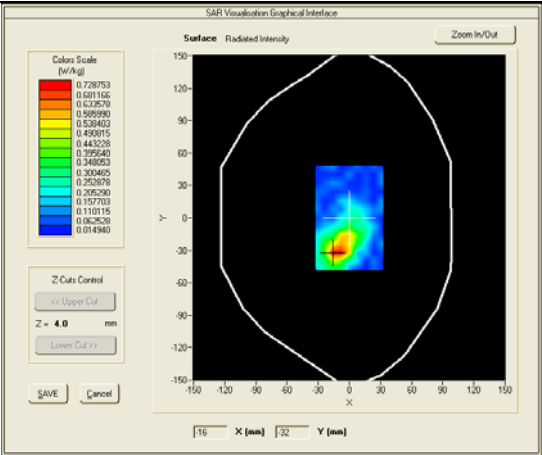 SAR Visualisation Graphical Interface
Surface Radiated Intensity
Zoom In/Out
Colors Scale
(W/kg)
0.728753
0.681166
0.633578
0.585990
0.538403
0.490815
0.443228
0.395640
0.348053
0.300465
0.252878
0.205290
0.157703
0.110115
0.062528
0.014940
150
120
90
60
30
0
-30
-60
-90
-120
-150
Y
-150 -120 -90 -60 -30 0 30 60 90 120 150
X
Z-Cuts Control
<< Upper Cut
Z = 4.0 mm
Lower Cut >>
SAVE Cancel
-16 X (mm) -32 Y (mm)